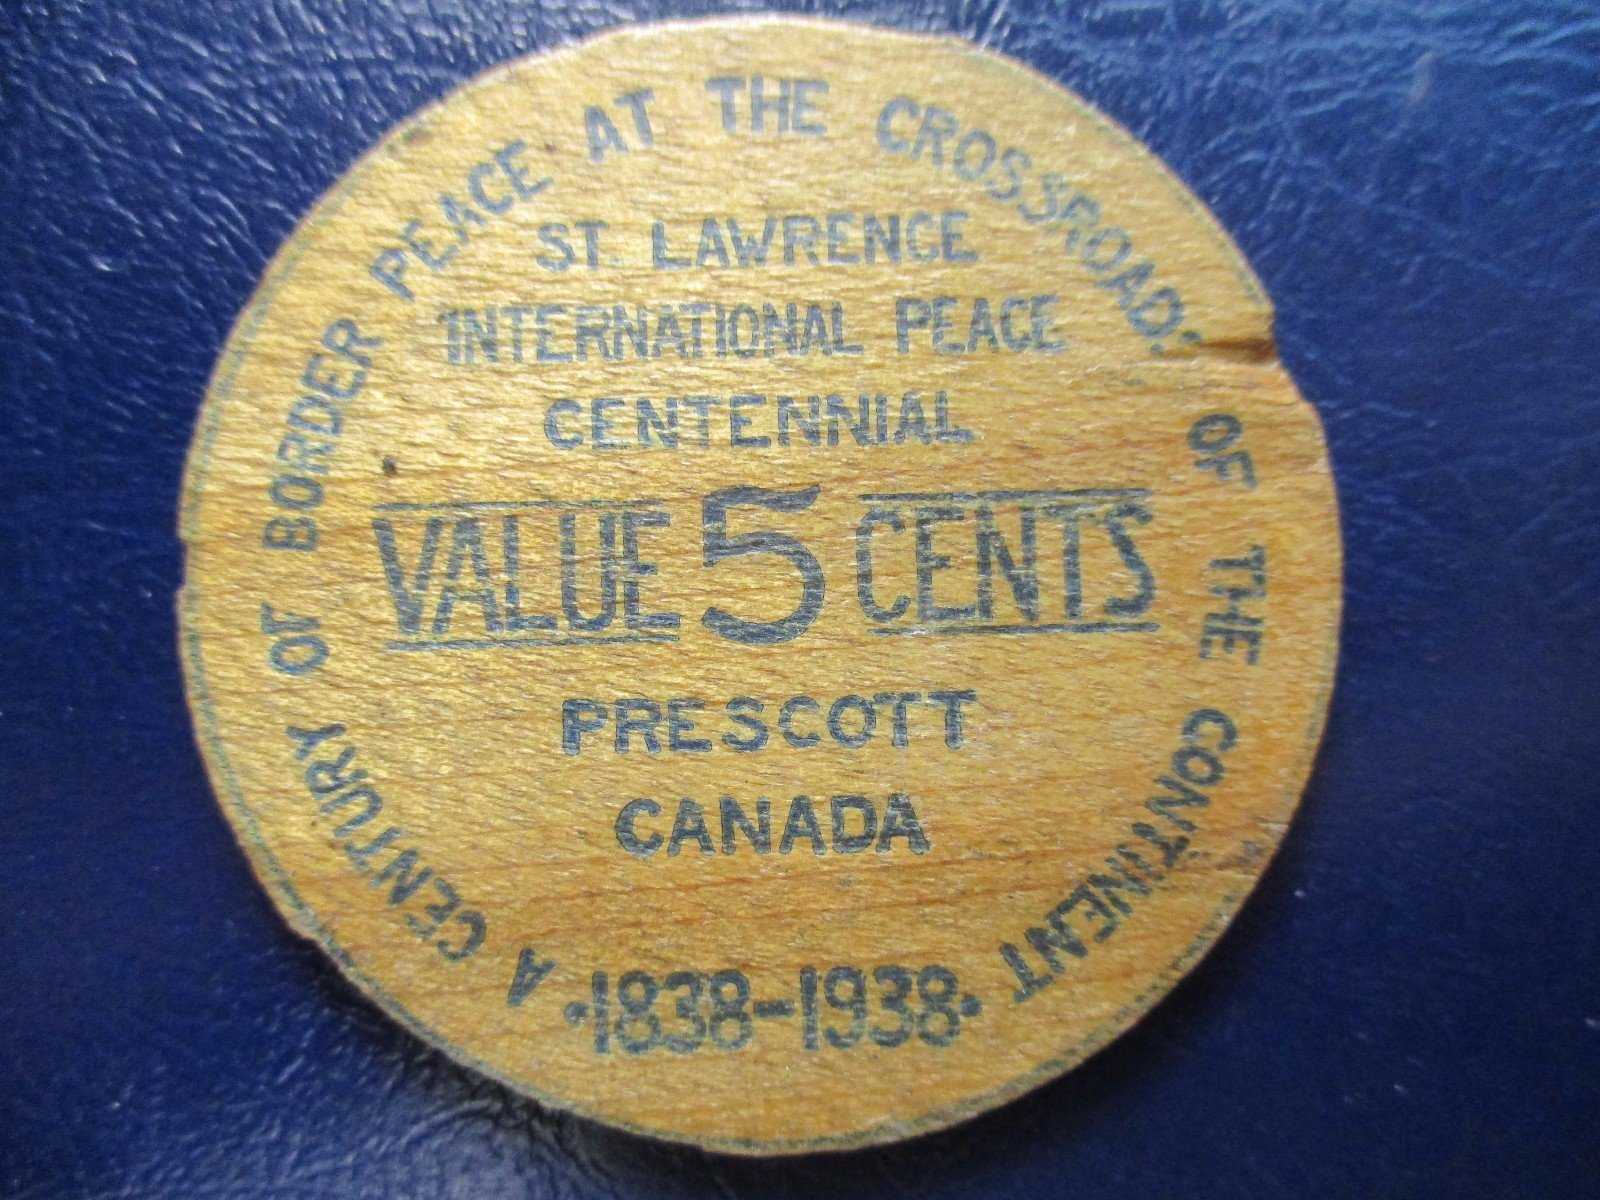 A CENTURY OF BORDER PEACE AT THE CROSSROADS OF THE CONTINENT
ST. LAWRENCE
INTERNATIONAL PEACE
CENTENNIAL
VALUE 5 CENTS
PRESCOTT
CANADA
·1838-1938·